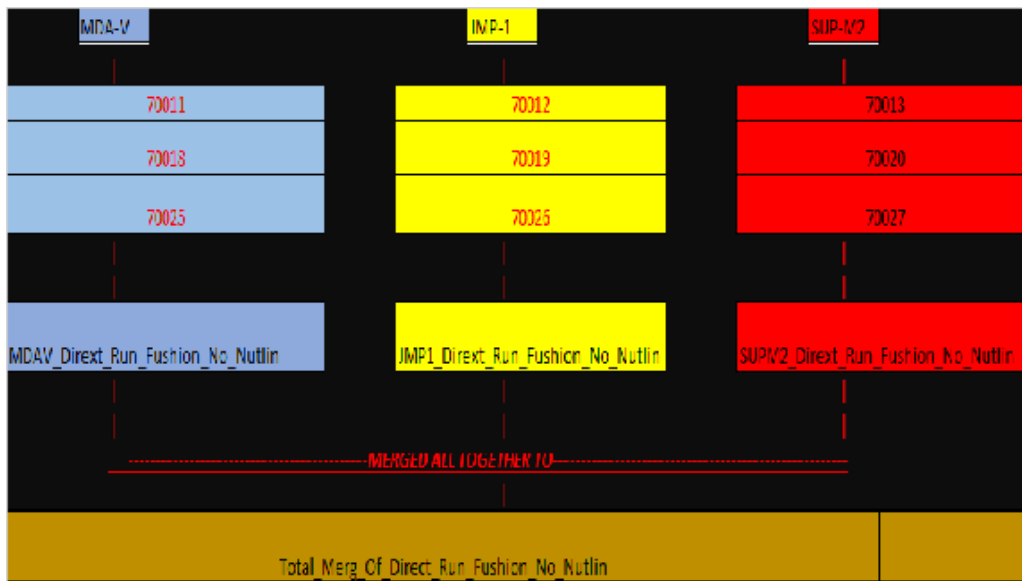 MDA-V JMP-1 SUP-M2
70011 70012 70013
70018 70019 70020
70025 70026 70027
MDAV_Dirext_Run_Fushion_No_Nutlin JMP1_Dirext_Run_Fushion_No_Nutlin SUPM2_Dirext_Run_Fushion_No_Nutlin
MERGED ALL TOGETHER TO
Total_Merg_Of_Direct_Run_Fushion_No_Nutlin